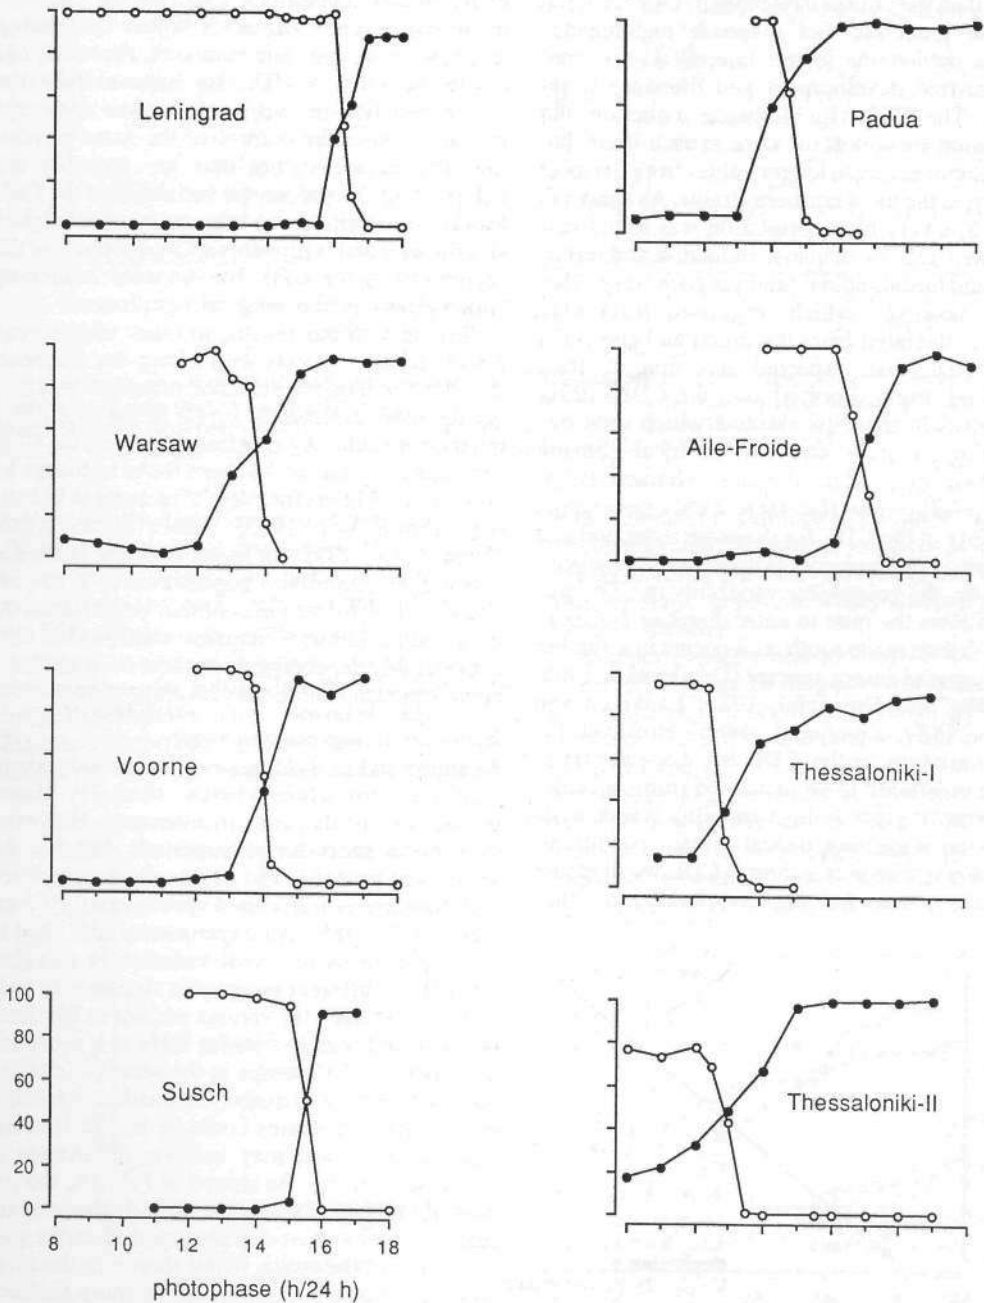 Leningrad
Padua
Warsaw
Aile-Froide
Voorne
Thessaloniki-I
100
80
60
40
20
0
Susch
Thessaloniki-II
8 10 12 14 16 18
photophase (h/24 h)